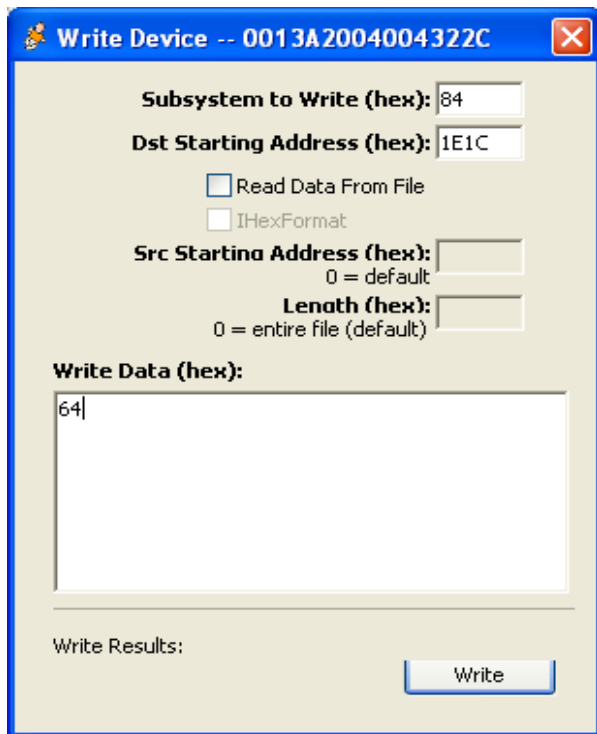 Write Device -- 0013A2004004322C
Subsystem to Write (hex): 84
Dst Starting Address (hex): 1E1C
Read Data From File
IHexFormat
Src Starting Address (hex):
0 = default
Length (hex):
0 = entire file (default)
Write Data (hex):
64
Write Results:
Write